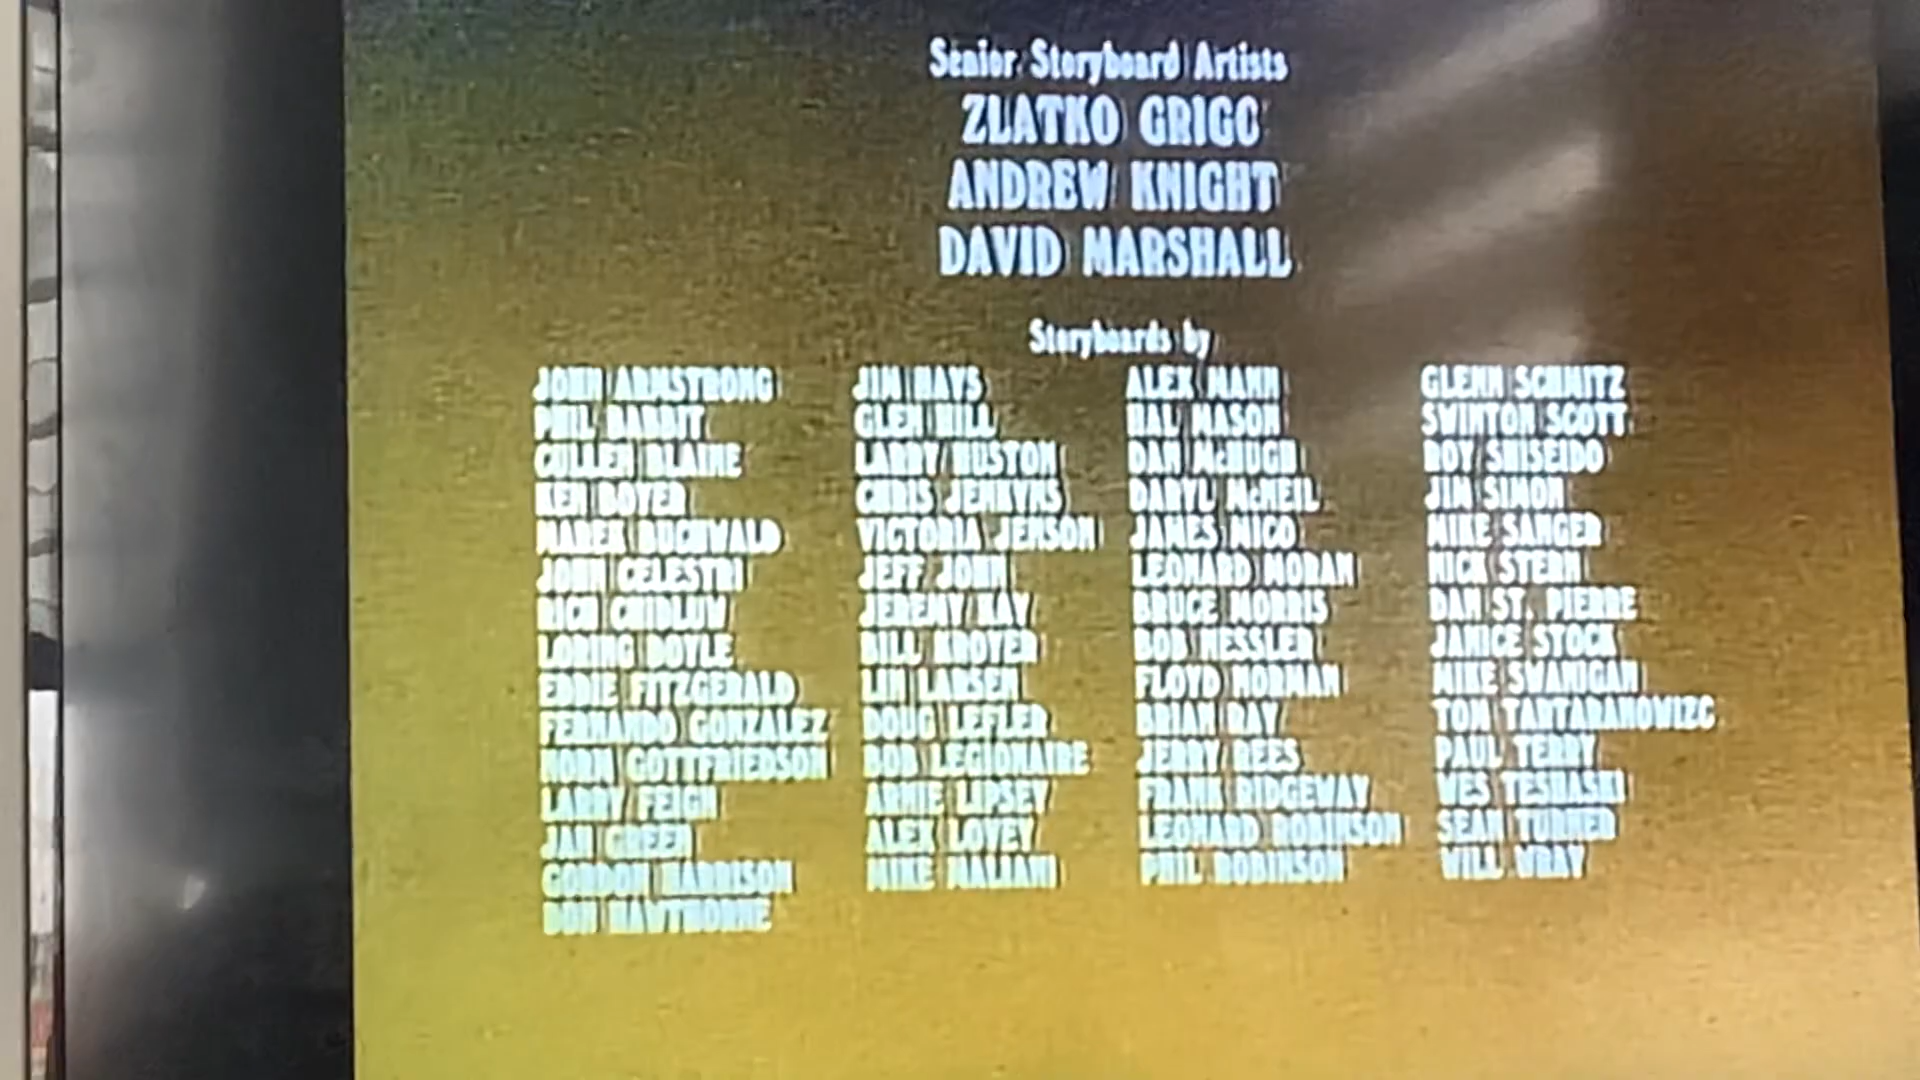 Senior Storyboard Artists
ZLATKO GRIGC
ANDREW KNIGHT
DAVID MARSHALL
Storyboards by
JOHN ARMSTRONG
PHIL BABBIT
CULLEN BLAINE
KEN BOYER
MAREK BUCHWALD
JOHN CELESTRI
RICH CHIDLUW
LORING DOYLE
EDDIE FITZGERALD
FERNANDO GONZALEZ
NORN GOTTFRIEDSON
LARRY FEIGN
JAN GREEN
GORDON HARRISON
DON HAWTHORNE
JIM HAYS
GLEN HILL
LARRY HUSTON
CHRIS JENKYNS
VICTORIA JENSON
JEFF JOHN
JEREMY KAY
BILL KROYER
LIN LARSEN
DOUG LEFLER
BOB LEGIONAIRE
ARNIE LIPSEY
ALEX LOVEY
MIKE MALIANI
ALEX MANN
HAL MASON
DAN McHUGH
DARYL McNEIL
JAMES MICO
LEONARD MORAN
BRUCE MORRIS
BOB NESSLER
FLOYD NORMAN
BRIAN RAY
JERRY REES
FRANK RIDGEWAY
LEONARD ROBINSON
PHIL ROBINSON
GLENN SCHMITZ
SWINTON SCOTT
ROY SHISEIDO
JIM SIMON
MIKE SANGER
NICK STERN
DAN ST. PIERRE
JANICE STOCK
MIKE SWANIGAN
TOM TARTARANOWIZC
PAUL TERRY
WES TESHASKI
SEAN TURNER
WILL WRAY